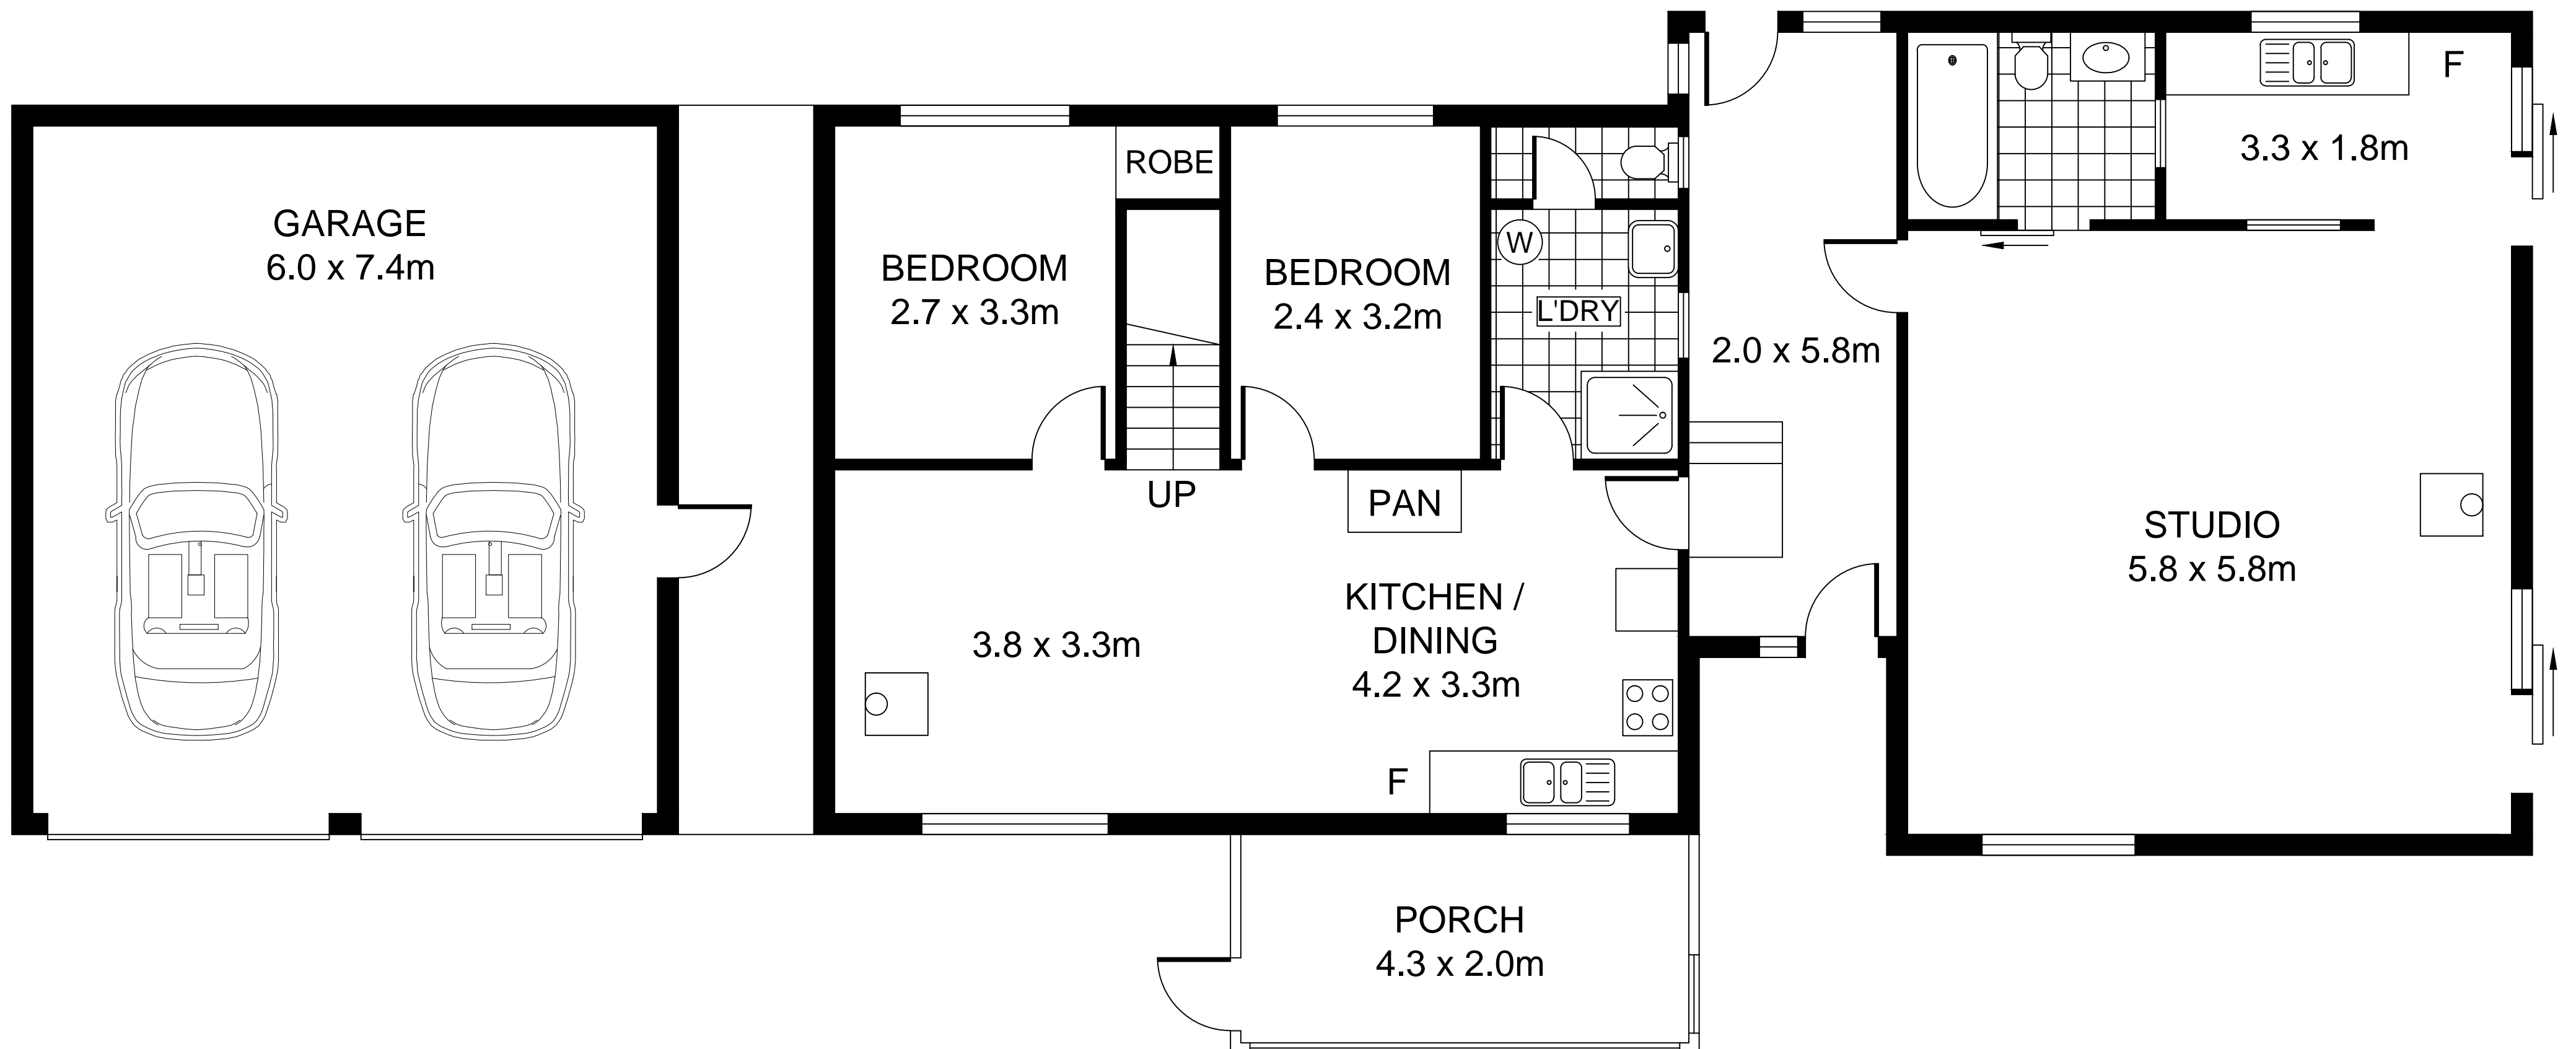 GARAGE
6.0 x 7.4m
BEDROOM
2.7 x 3.3m
ROBE
UP
BEDROOM
2.4 x 3.2m
W
L'DRY
PAN
3.8 x 3.3m
KITCHEN /
DINING
4.2 x 3.3m
F
PORCH
4.3 x 2.0m
2.0 x 5.8m
F
3.3 x 1.8m
STUDIO
5.8 x 5.8m